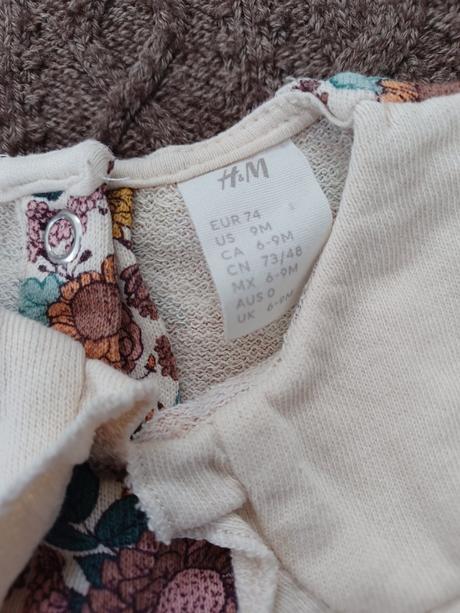 H&M
EUR 74
US 9M
CA 6-9M
CN 73/48
MX 6-9M
AUS 0
UK 6-9M